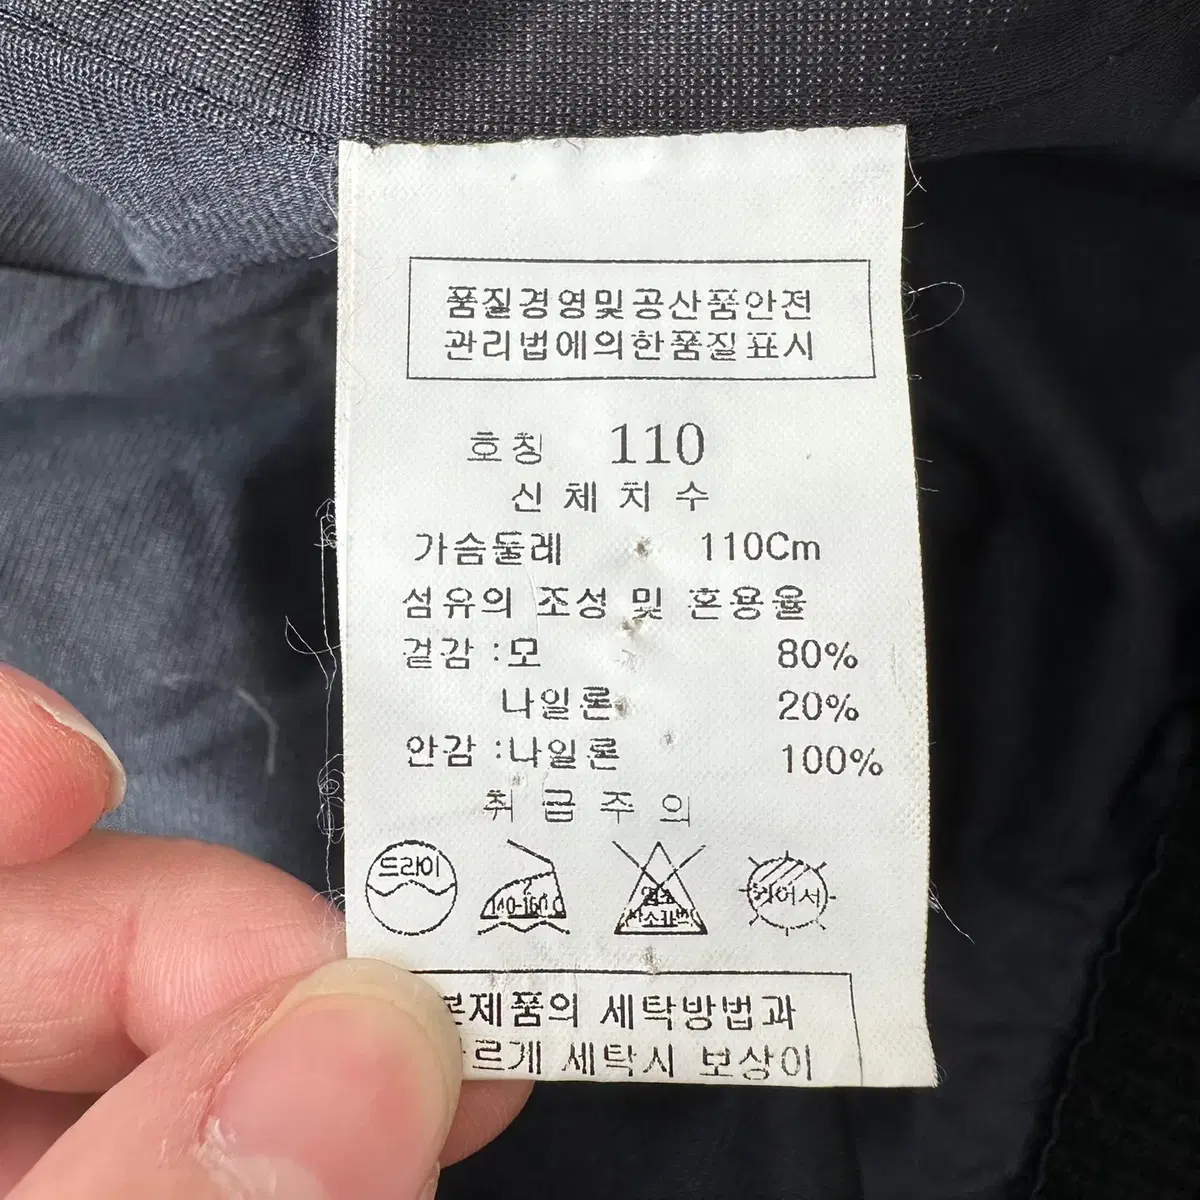 품질경영및공산품안전
관리법에의한품질표시
호칭 110
신체치수
가슴둘레 110Cm
섬유의 조성 및 혼용율
겉감 : 모 80%
나일론 20%
안감 : 나일론 100%
취급주의
드라이
140-160℃
염소
산소표백
뉘어서
본제품의 세탁방법과
다르게 세탁시 보상이